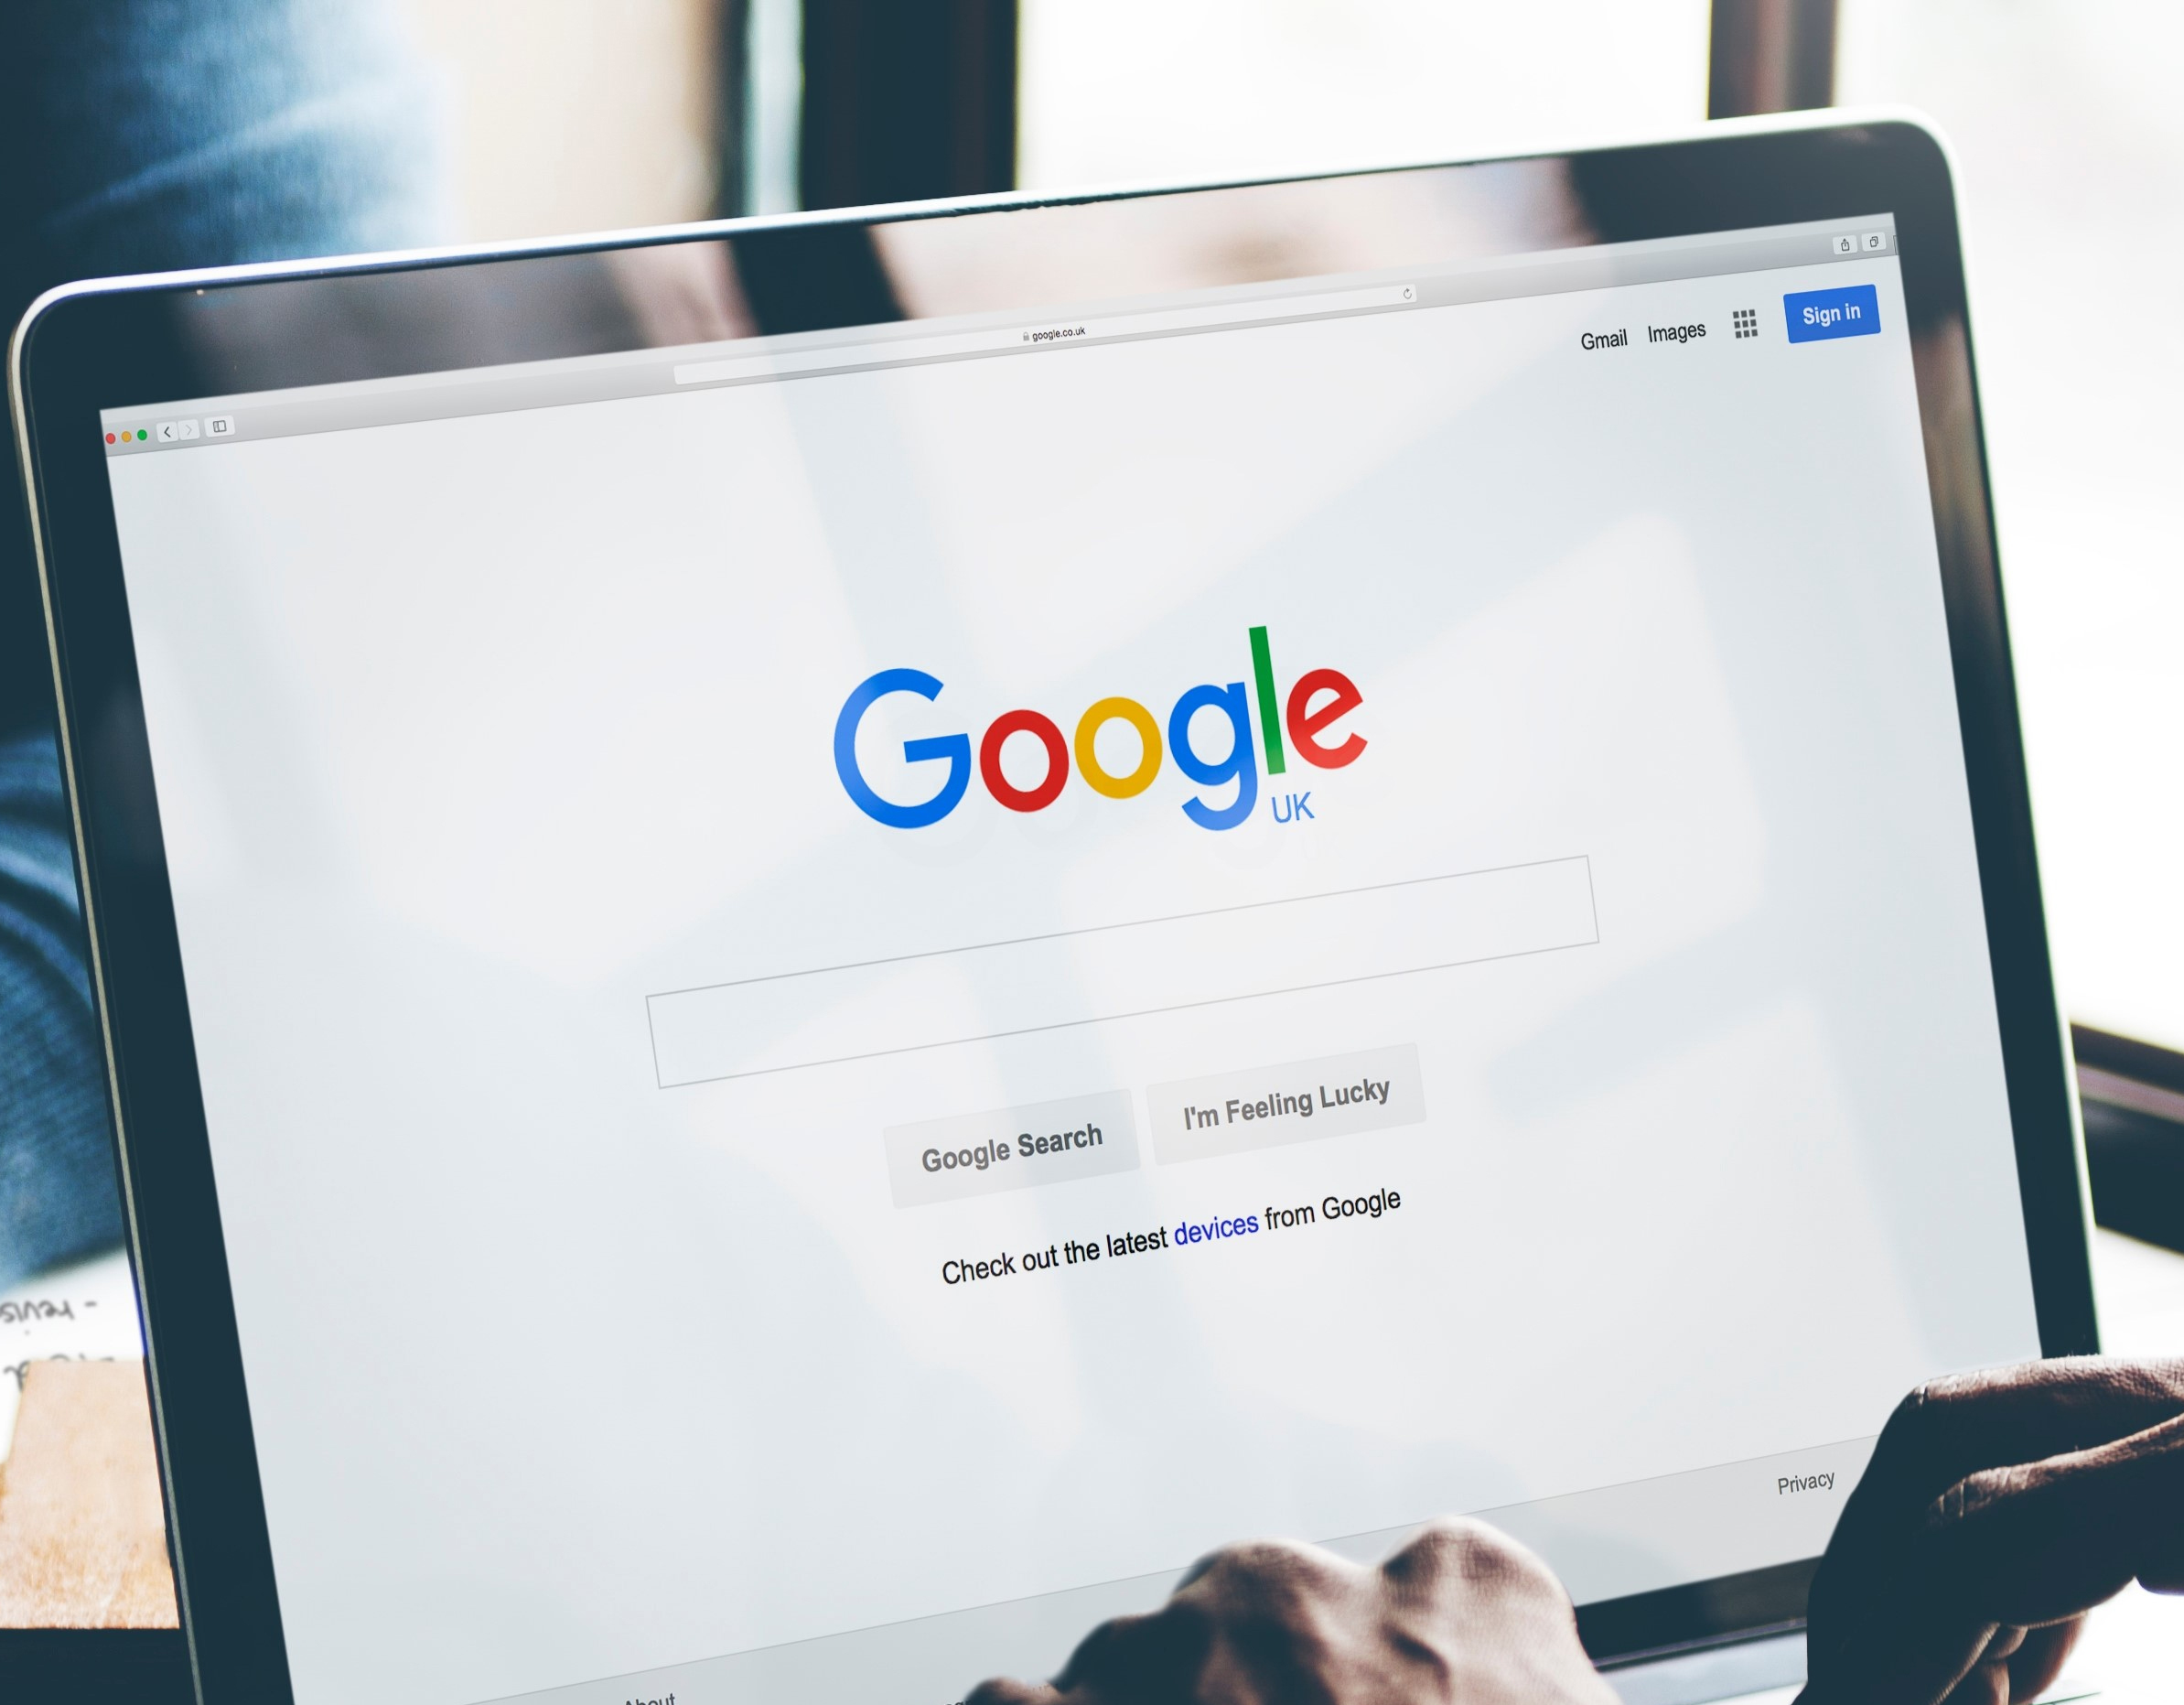 google.co.uk
Gmail Images Sign in
Google
UK
Google Search I'm Feeling Lucky
Check out the latest devices from Google
Privacy
About